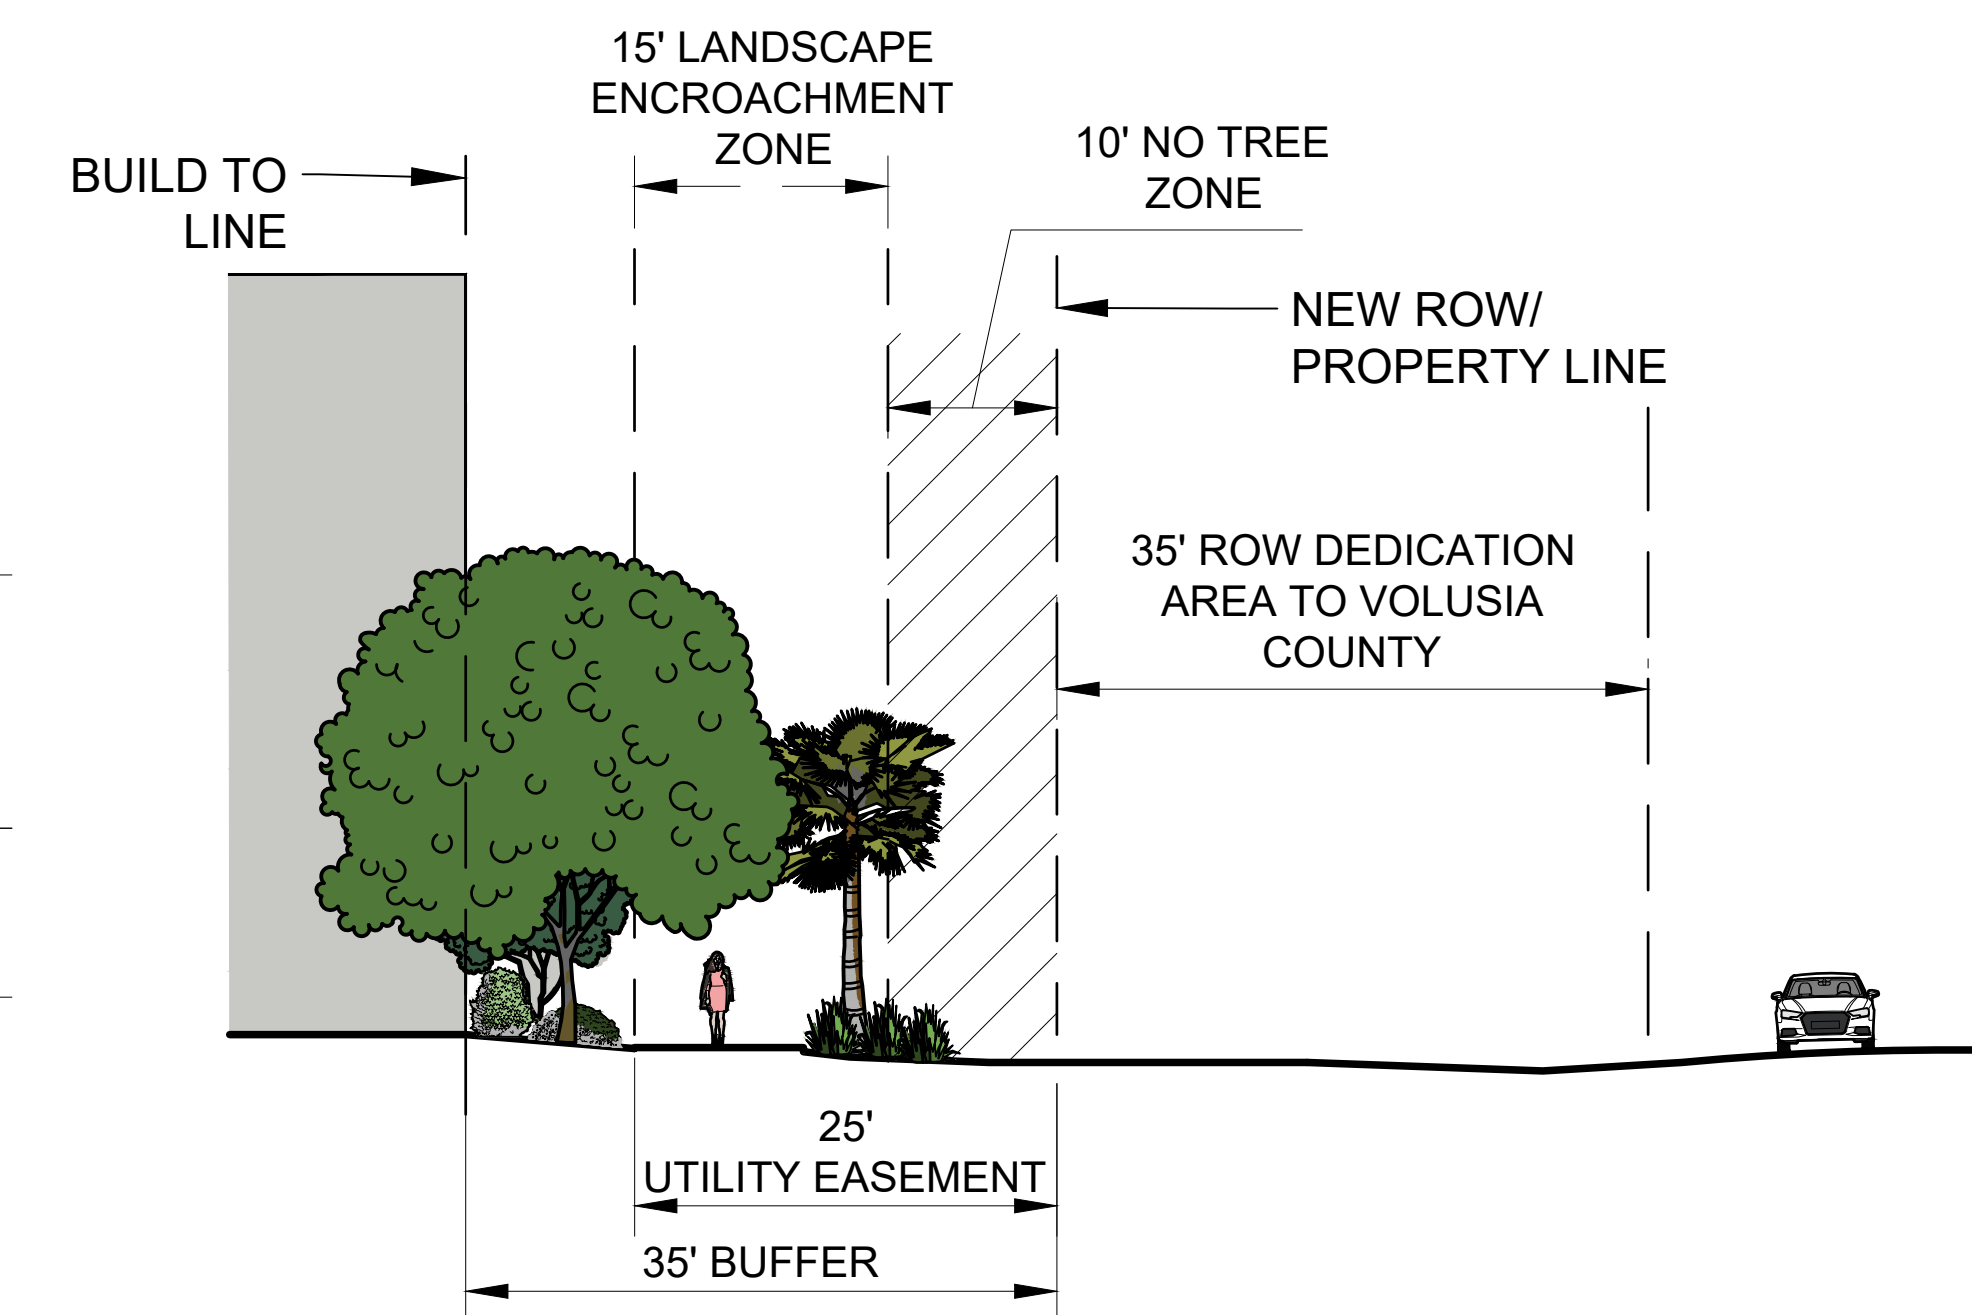 15' LANDSCAPE
ENCROACHMENT
ZONE
BUILD TO
LINE
10' NO TREE
ZONE
NEW ROW/
PROPERTY LINE
35' ROW DEDICATION
AREA TO VOLUSIA
COUNTY
25'
UTILITY EASEMENT
35' BUFFER